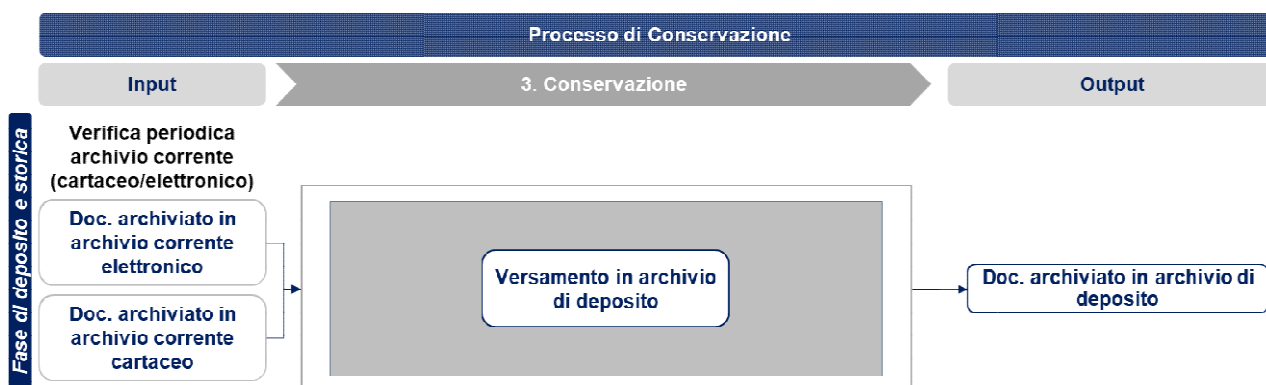 Processo di Conservazione
Input
3. Conservazione
Output
Fase di deposito e storica
Verifica periodica
archivio corrente
(cartaceo/elettronico)
Doc. archiviato in
archivio corrente
elettronico
Doc. archiviato in
archivio corrente
cartaceo
Versamento in archivio
di deposito
Doc. archiviato in archivio di
deposito